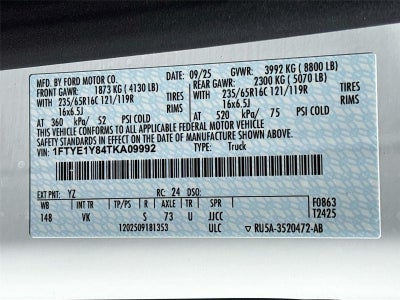 MFD. BY FORD MOTOR CO. 09/25 GVWR: 3992 KG ( 8800 LB)
FRONT GAWR: 1873 KG ( 4130 LB) REAR GAWR: 2300 KG ( 5070 LB)
WITH 235/65R16C 121/119R TIRES WITH 235/65R16C 121/119R TIRES
16x6.5J RIMS 16x6.5J RIMS
AT 360 kPa/ 52 PSI COLD AT 520 kPa/ 75 PSI COLD
THIS VEHICLE CONFORMS TO ALL APPLICABLE FEDERAL MOTOR VEHICLE
SAFETY STANDARDS IN EFFECT ON THE DATE OF MANUFACTURE SHOWN ABOVE.
VIN: 1FTYE1Y84TKA09992 TYPE: Truck
EXT PNT: YZ RC: 24 DSO: F0863
WB INT TR TP/PS R AXLE TR SPR T2425
148 VK S 73 U JJCC
1202509181353 ULC ▽ RU5A-3520472-AB